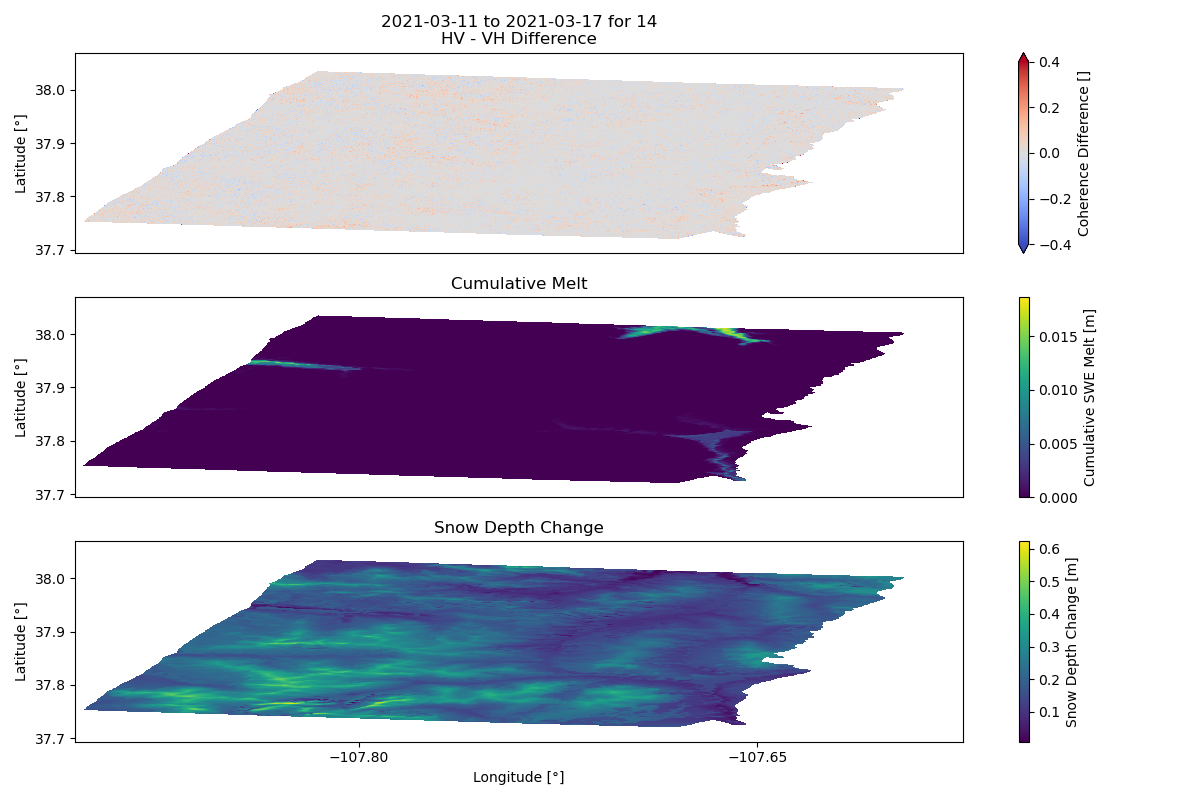 2021-03-11 to 2021-03-17 for 14
HV - VH Difference
38.0
37.9
37.8
37.7
Latitude [°]
0.4
0.2
0.0
−0.2
−0.4
Coherence Difference []
Cumulative Melt
38.0
37.9
37.8
37.7
Latitude [°]
0.015
0.010
0.005
0.000
Cumulative SWE Melt [m]
Snow Depth Change
38.0
37.9
37.8
37.7
Latitude [°]
0.6
0.5
0.4
0.3
0.2
0.1
Snow Depth Change [m]
−107.80
−107.65
Longitude [°]